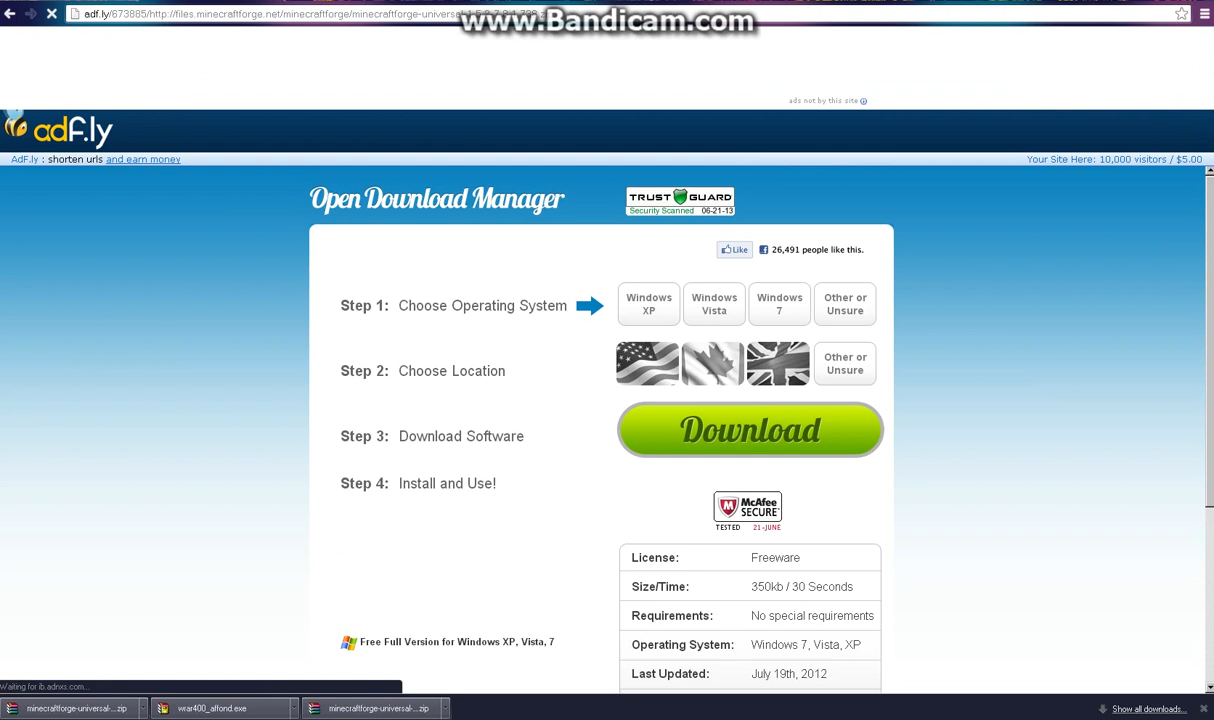 adf.ly/673885/http://files.minecraftforge.net/minecraftforge/minecraftforge-universal
www.Bandicam.com
ads not by this site
adf.ly
AdF.ly : shorten urls and earn money
Your Site Here: 10,000 visitors / $5.00
Open Download Manager
TRUST GUARD
Security Scanned 06-21-13
Like
26,491 people like this.
Step 1: Choose Operating System
Windows XP
Windows Vista
Windows 7
Other or Unsure
Step 2: Choose Location
Other or Unsure
Step 3: Download Software
Download
Step 4: Install and Use!
McAfee SECURE
TESTED 21-JUNE
License: Freeware
Size/Time: 350kb / 30 Seconds
Requirements: No special requirements
Free Full Version for Windows XP, Vista, 7
Operating System: Windows 7, Vista, XP
Last Updated: July 19th, 2012
Waiting for ib.adnxs.com...
minecraftforge-universal-....zip
war400_affond.exe
minecraftforge-universal-....zip
Show all downloads...